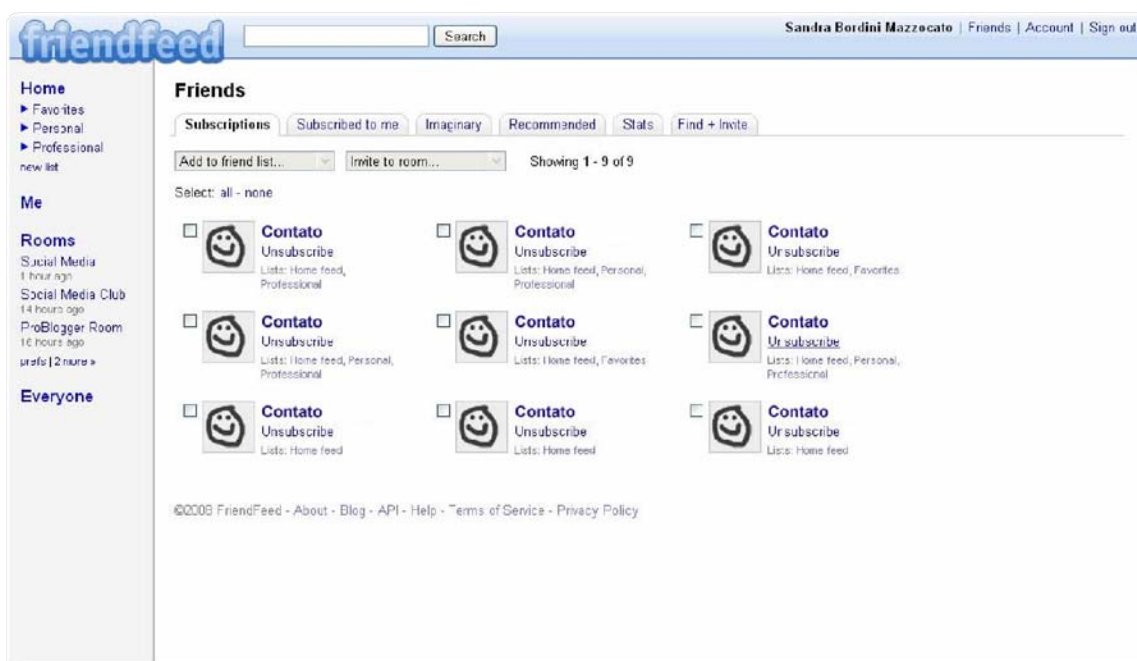 friendfeed
Search
Sandra Bordini Mazzocato | Friends | Account | Sign out
Home
Favorites
Personal
Professional
new list
Me
Rooms
Social Media
1 hour ago
Social Media Club
14 hours ago
ProBlogger Room
16 hours ago
prefs | 2 more »
Everyone
Friends
Subscriptions Subscribed to me Imaginary Recommended Stats Find + Invite
Add to friend list... Invite to room... Showing 1 - 9 of 9
Select: all - none
Contato
Unsubscribe
Lists: Home feed,
Professional
Contato
Unsubscribe
Lists: Home feed, Personal,
Professional
Contato
Unsubscribe
Lists: Home feed, Favorites
Contato
Unsubscribe
Lists: Home feed, Personal,
Professional
Contato
Unsubscribe
Lists: Home feed, Favorites
Contato
Unsubscribe
Lists: Home feed, Personal,
Professional
Contato
Unsubscribe
Lists: Home feed
Contato
Unsubscribe
Lists: Home feed
Contato
Unsubscribe
Lists: Home feed
©2008 FriendFeed - About - Blog - API - Help - Terms of Service - Privacy Policy